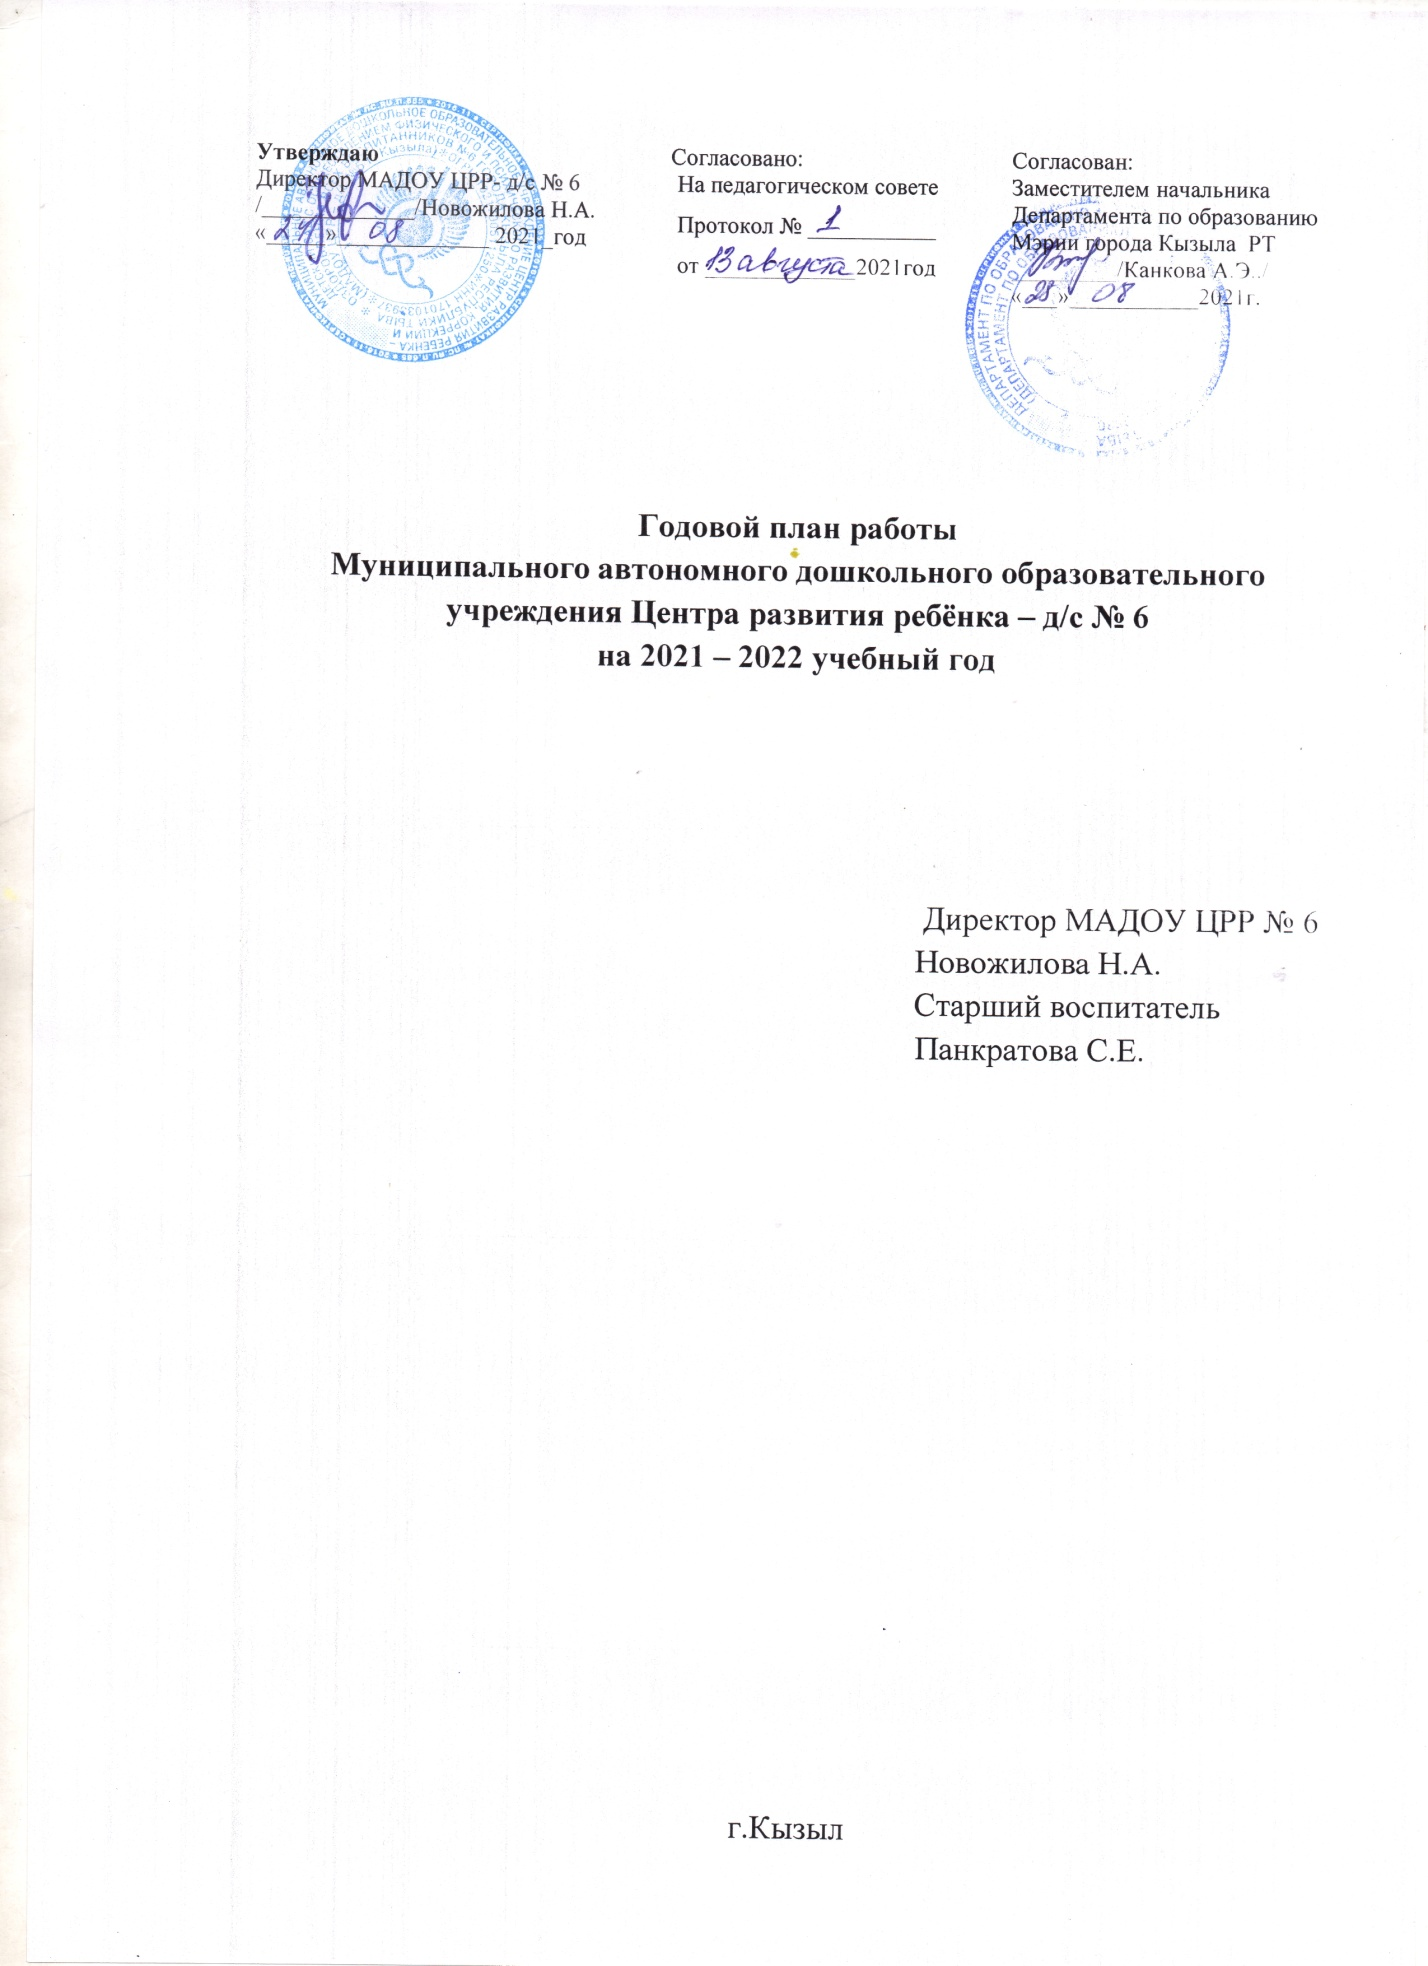 Утверждаю
Директор МАДОУ ЦРР- д/с № 6
/____________/Новожилова Н.А.
«____» 08 2021_год
Согласовано:
На педагогическом совете
Протокол № 1
от 13 августа 2021год
Согласован:
Заместителем начальника
Департамента по образованию
Мэрии города Кызыла РТ
/Канкова А.Э../
«28» 08 2021г.
Годовой план работы
Муниципального автономного дошкольного образовательного
учреждения Центра развития ребёнка – д/с № 6
на 2021 – 2022 учебный год
Директор МАДОУ ЦРР № 6
Новожилова Н.А.
Старший воспитатель
Панкратова С.Е.
г.Кызыл